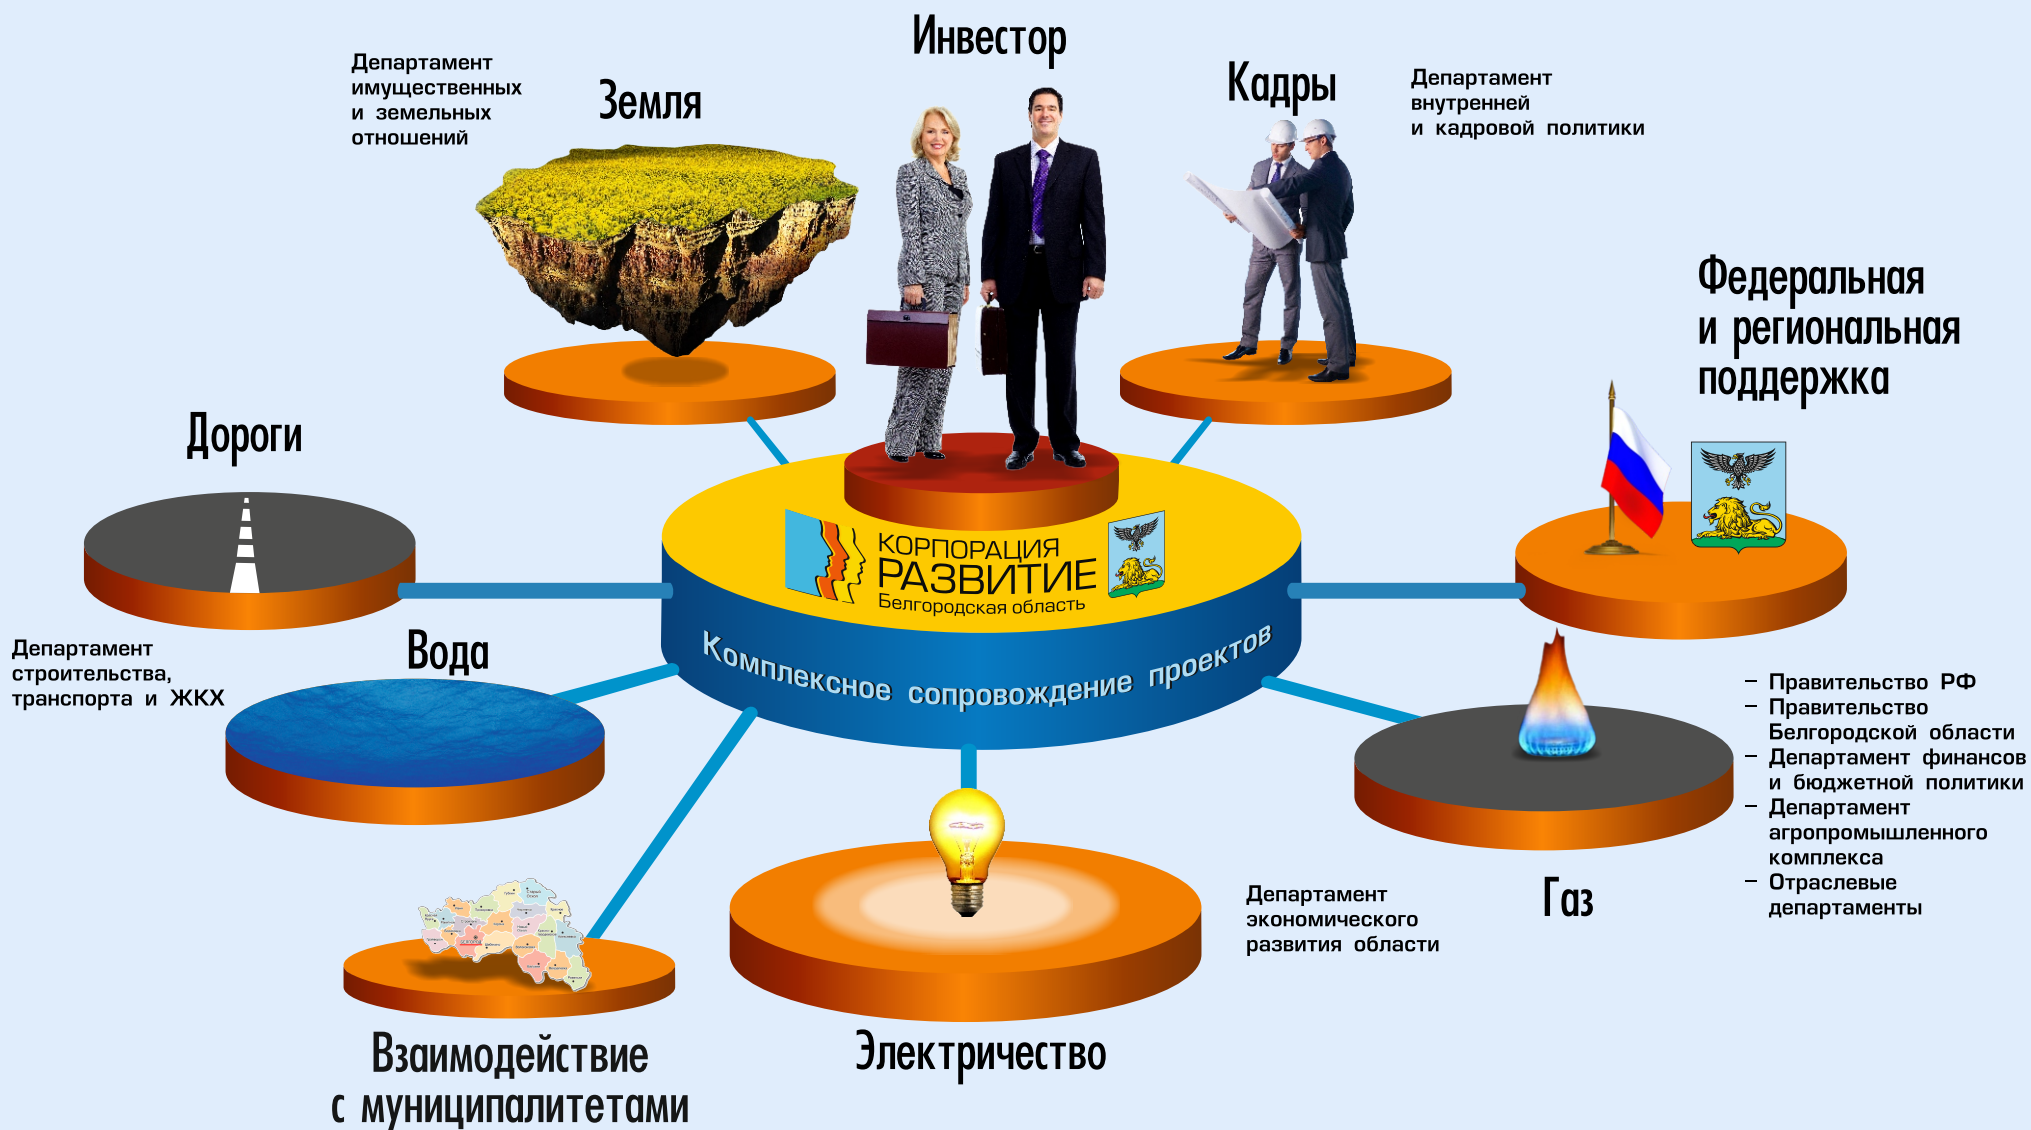 Инвестор
Департамент
имущественных
и земельных
отношений
Земля
Кадры
Департамент
внутренней
и кадровой политики
Федеральная
и региональная
поддержка
Дороги
КОРПОРАЦИЯ
РАЗВИТИЕ
Белгородская область
Комплексное сопровождение проектов
Департамент
строительства,
транспорта и ЖКХ
Вода
– Правительство РФ
– Правительство
Белгородской области
– Департамент финансов
и бюджетной политики
– Департамент
агропромышленного
комплекса
– Отраслевые
департаменты
Газ
Департамент
экономического
развития области
Электричество
Взаимодействие
с муниципалитетами